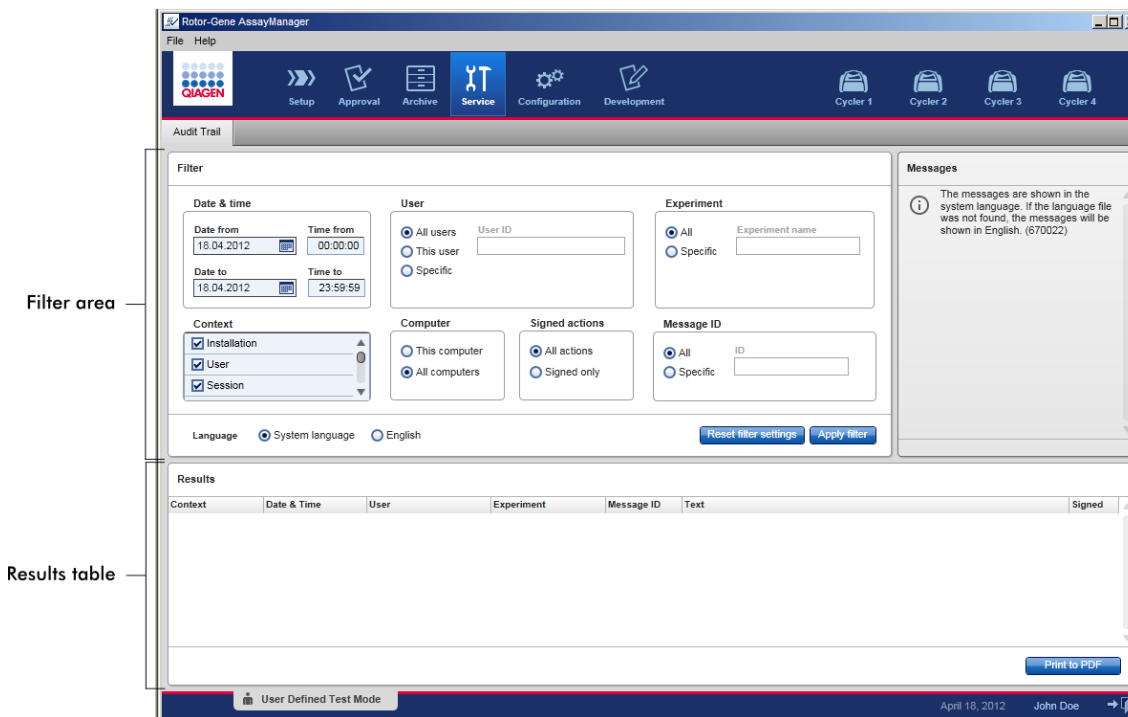 Rotor-Gene AssayManager
File Help
QIAGEN
Setup Approval Archive Service Configuration Development Cycler 1 Cycler 2 Cycler 3 Cycler 4
Audit Trail
Filter area
Filter
Date & time
Date from Time from
18.04.2012 00:00:00
Date to Time to
18.04.2012 23:59:59
User
All users User ID
This user
Specific
Experiment
All Experiment name
Specific
Context
Installation
User
Session
Computer
This computer
All computers
Signed actions
All actions
Signed only
Message ID
All ID
Specific
Language System language English
Reset filter settings Apply filter
Messages
The messages are shown in the
system language. If the language file
was not found, the messages will be
shown in English. (670022)
Results table
Results
Context Date & Time User Experiment Message ID Text Signed
Print to PDF
User Defined Test Mode
April 18, 2012 John Doe